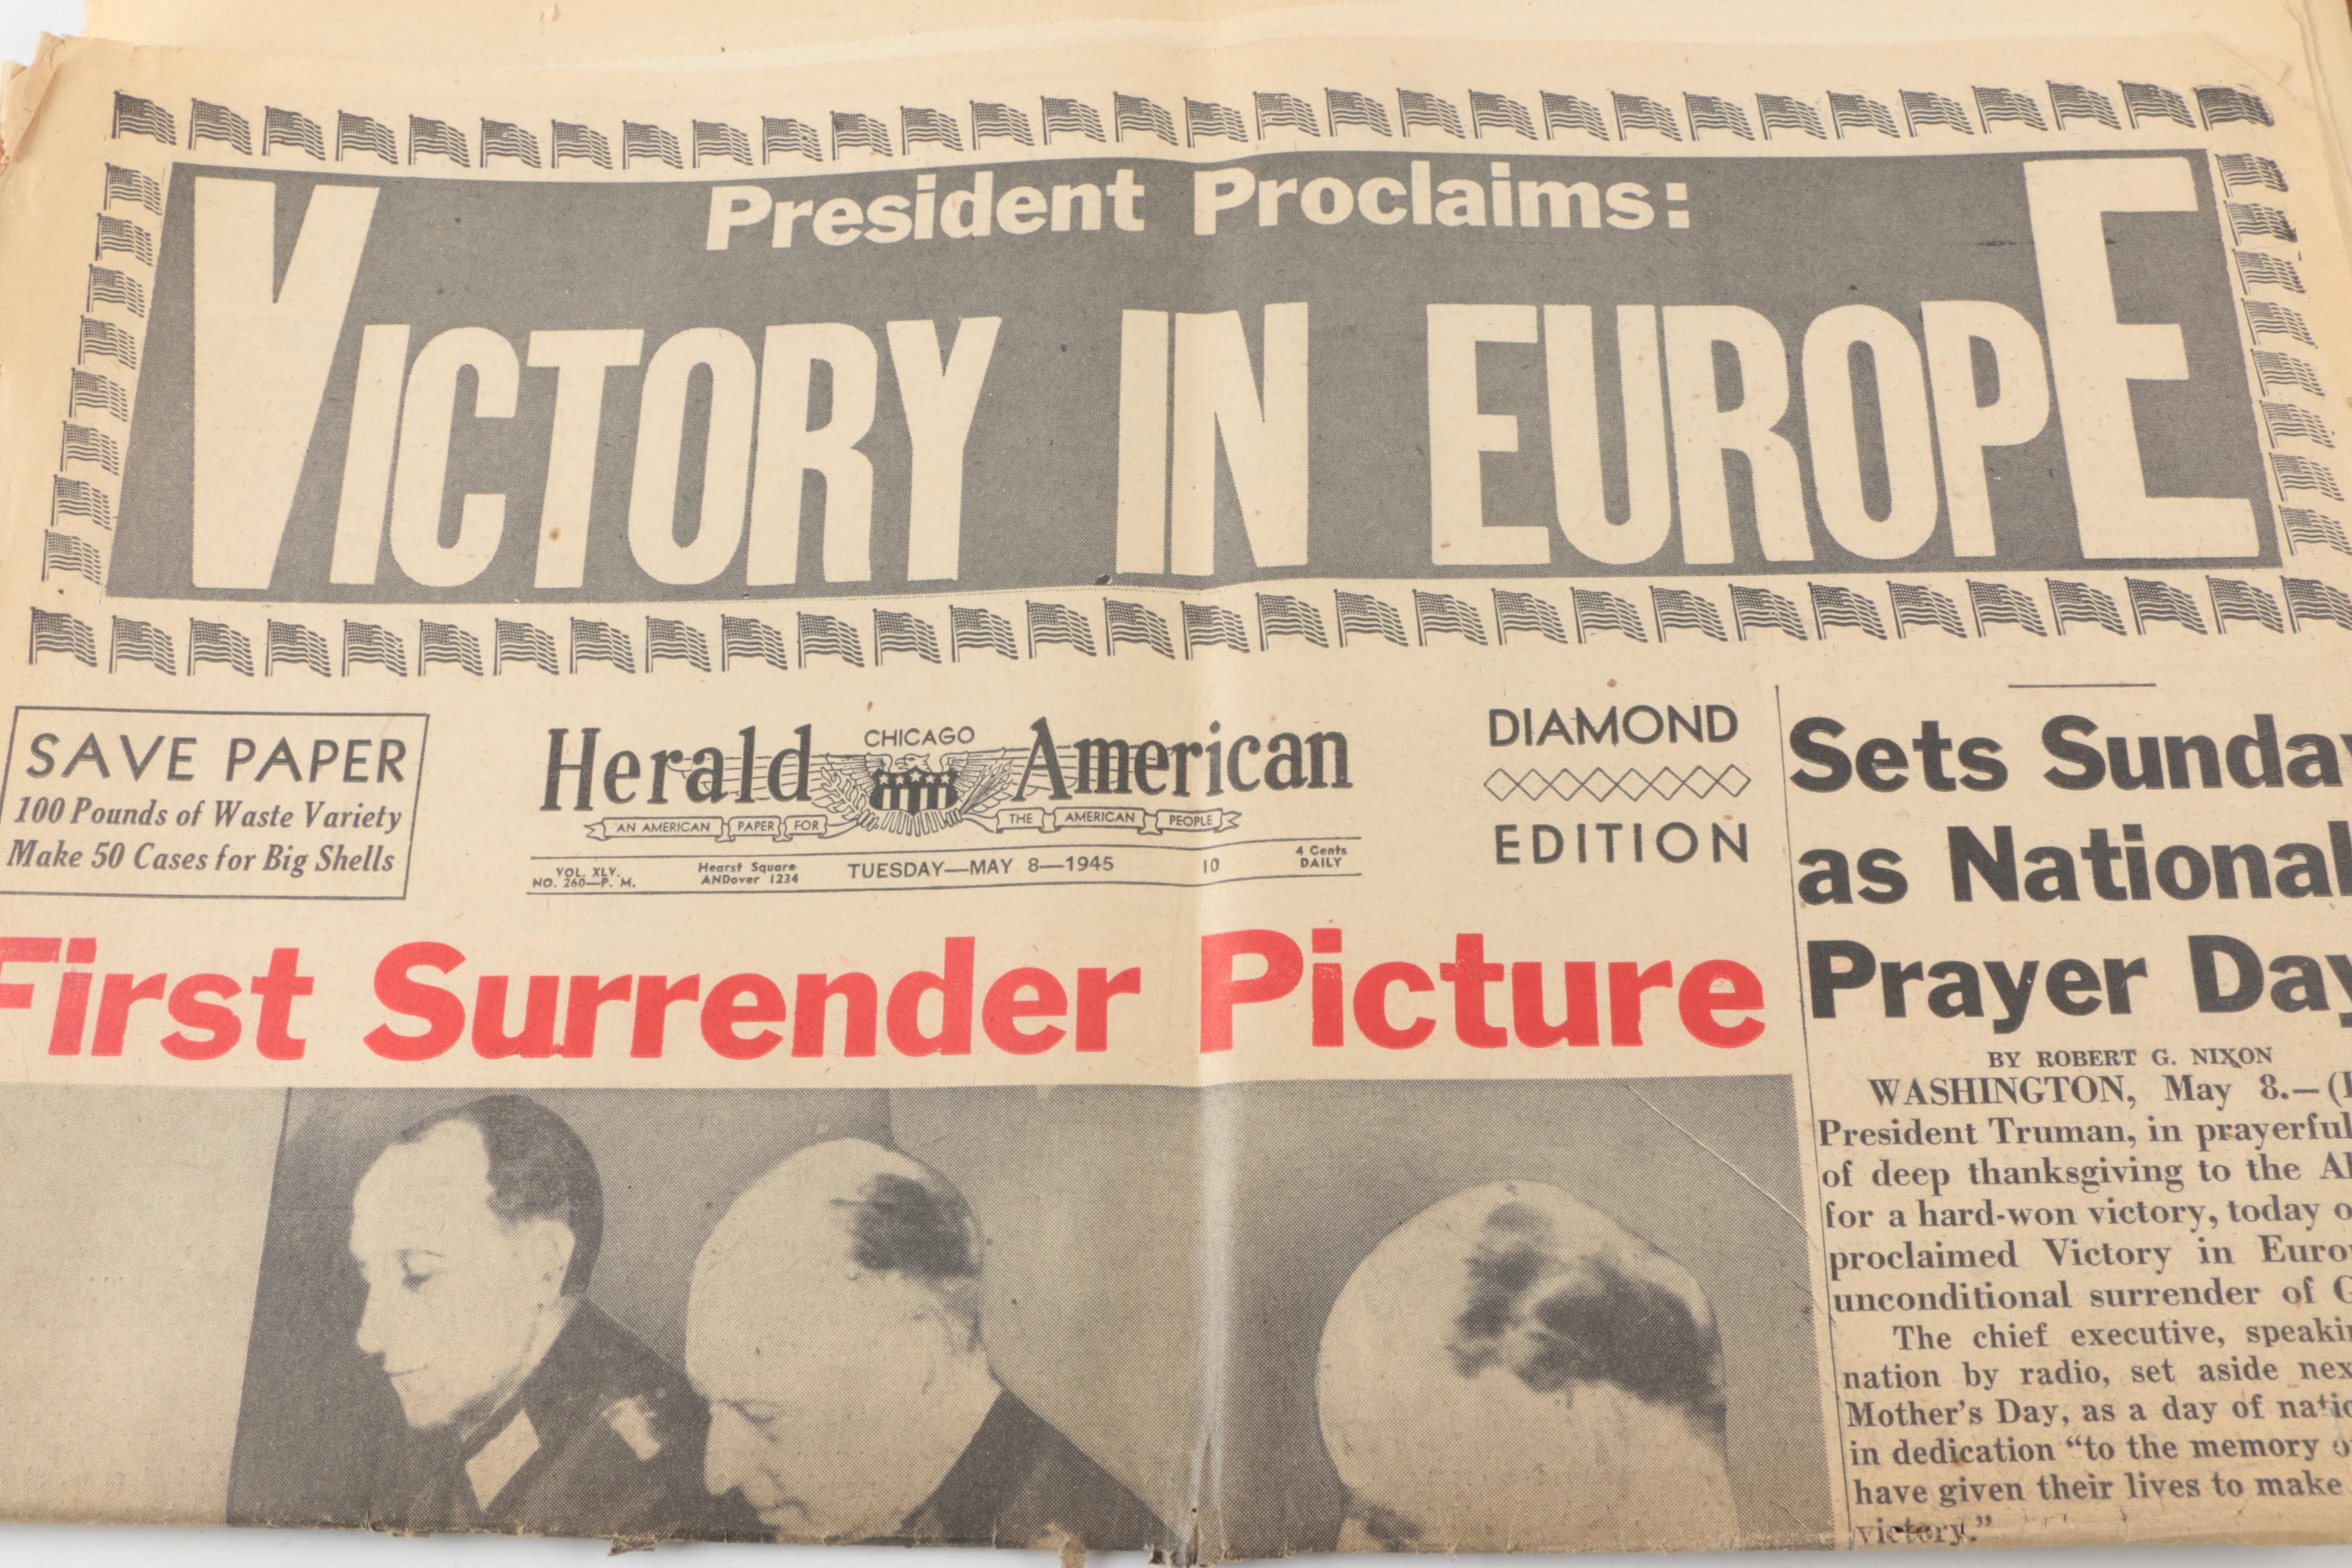 President Proclaims:
VICTORY IN EUROPE
SAVE PAPER
100 Pounds of Waste Variety
Make 50 Cases for Big Shells
CHICAGO
Herald American
AN AMERICAN PAPER FOR THE AMERICAN PEOPLE
VOL. XLV.
NO. 260—P. M.
Hearst Square
ANDover 1234
TUESDAY—MAY 8—1945
10
4 Cents
DAILY
DIAMOND
EDITION
First Surrender Picture
Sets Sunday
as National
Prayer Day
BY ROBERT G. NIXON
WASHINGTON, May 8.—(
President Truman, in prayerful
of deep thanksgiving to the
for a hard-won victory, today
proclaimed Victory in Euro
unconditional surrender of G
The chief executive, speakin
nation by radio, set aside nex
Mother's Day, as a day of natio
in dedication "to the memory o
have given their lives to make
victory."